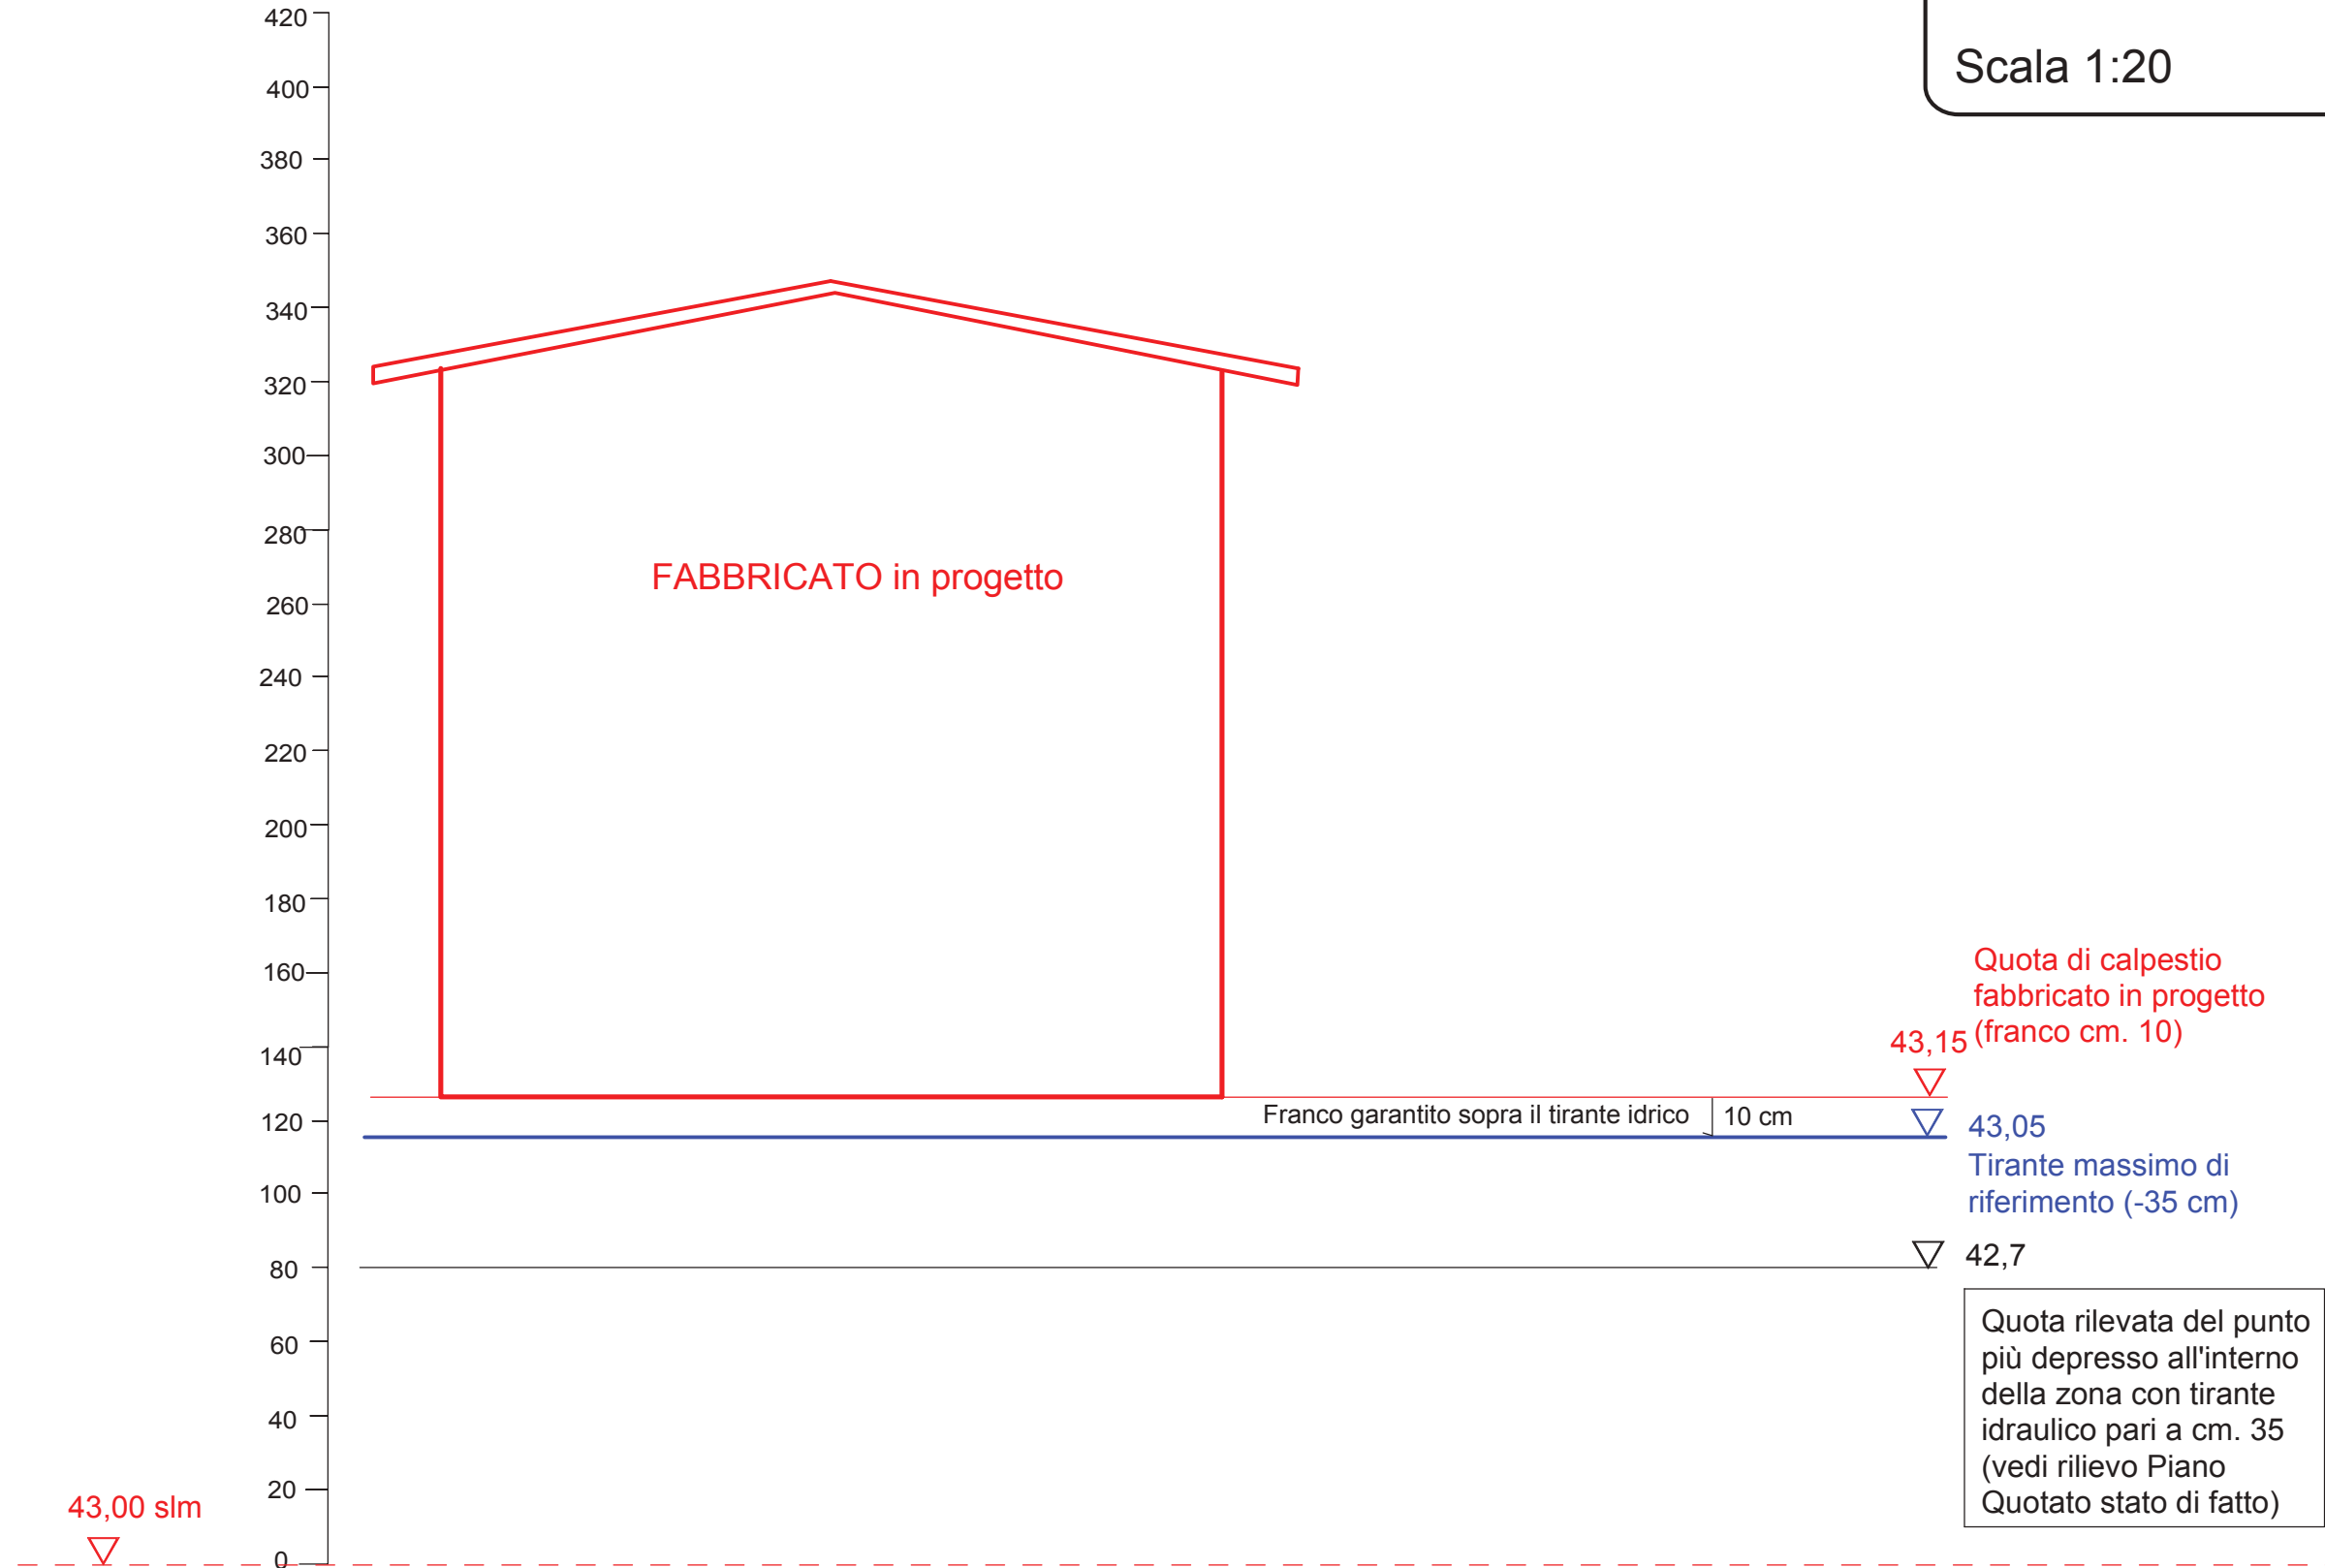 Scala 1:20
420
400
380
360
340
320
300
280
260
240
220
200
180
160
140
120
100
80
60
40
20
0
FABBRICATO in progetto
Quota di calpestio
fabbricato in progetto
(franco cm. 10)
43,15
Franco garantito sopra il tirante idrico
10 cm
43,05
Tirante massimo di
riferimento (-35 cm)
42,7
Quota rilevata del punto
più depresso all'interno
della zona con tirante
idraulico pari a cm. 35
(vedi rilievo Piano
Quotato stato di fatto)
43,00 slm